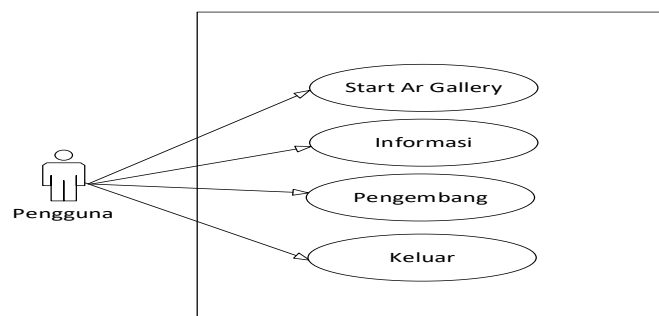 Start Ar Gallery
Informasi
Pengembang
Keluar
Pengguna